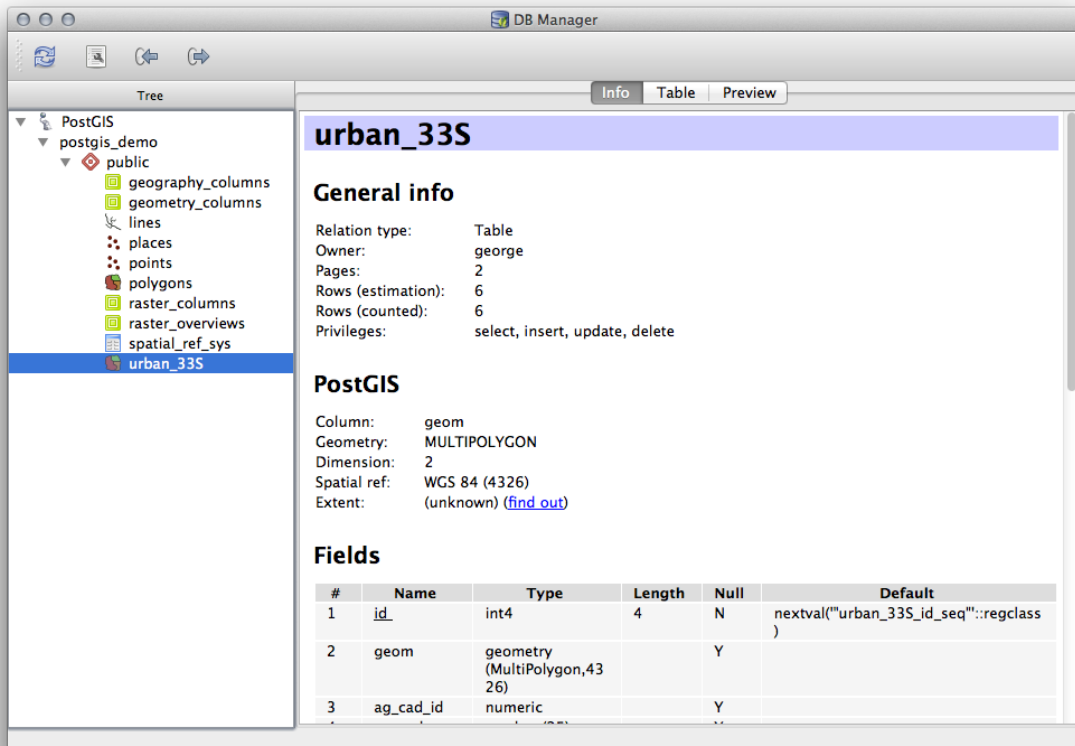 DB Manager
Tree
Info Table Preview
PostGIS
postgis_demo
public
geography_columns
geometry_columns
lines
places
points
polygons
raster_columns
raster_overviews
spatial_ref_sys
urban_33S
urban_33S
General info
Relation type: Table
Owner: george
Pages: 2
Rows (estimation): 6
Rows (counted): 6
Privileges: select, insert, update, delete
PostGIS
Column: geom
Geometry: MULTIPOLYGON
Dimension: 2
Spatial ref: WGS 84 (4326)
Extent: (unknown) (find out)
Fields
# Name Type Length Null Default
1 id int4 4 N nextval('"urban_33S_id_seq"'::regclass
)
2 geom geometry Y
(MultiPolygon,43
26)
3 ag_cad_id numeric Y